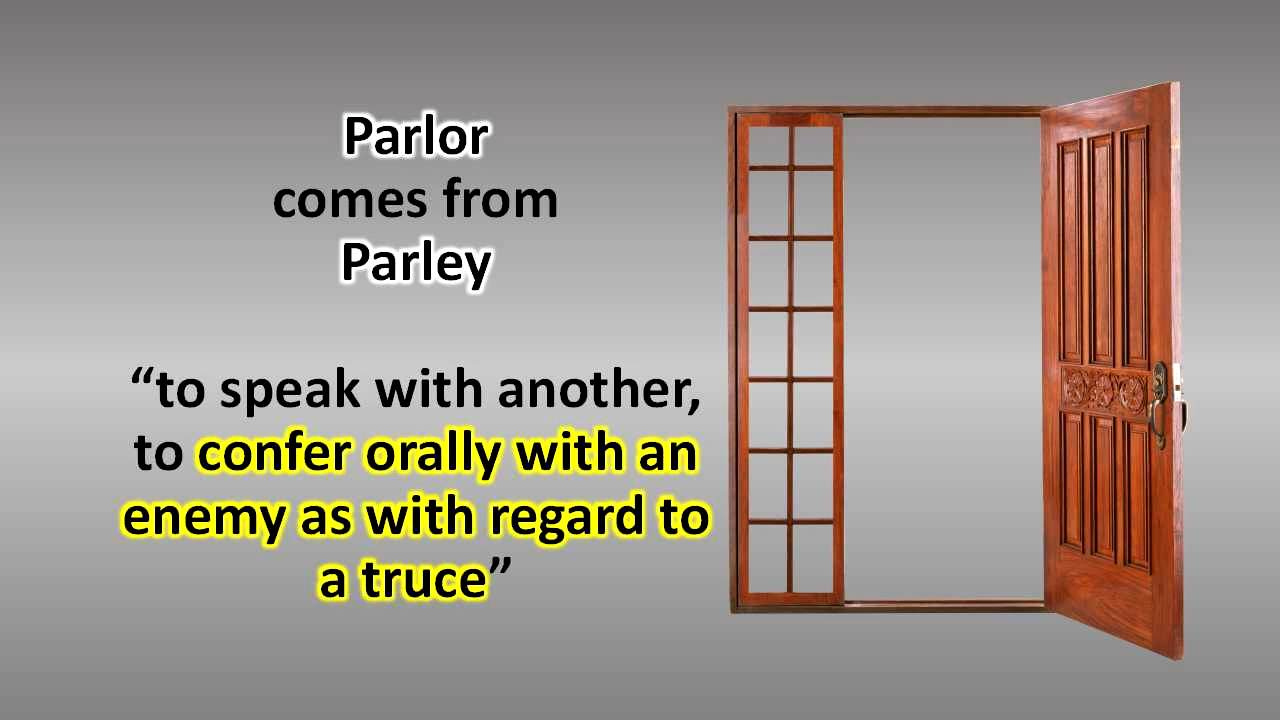 Parlor
comes from
Parley
“to speak with another,
to confer orally with an
enemy as with regard to
a truce”